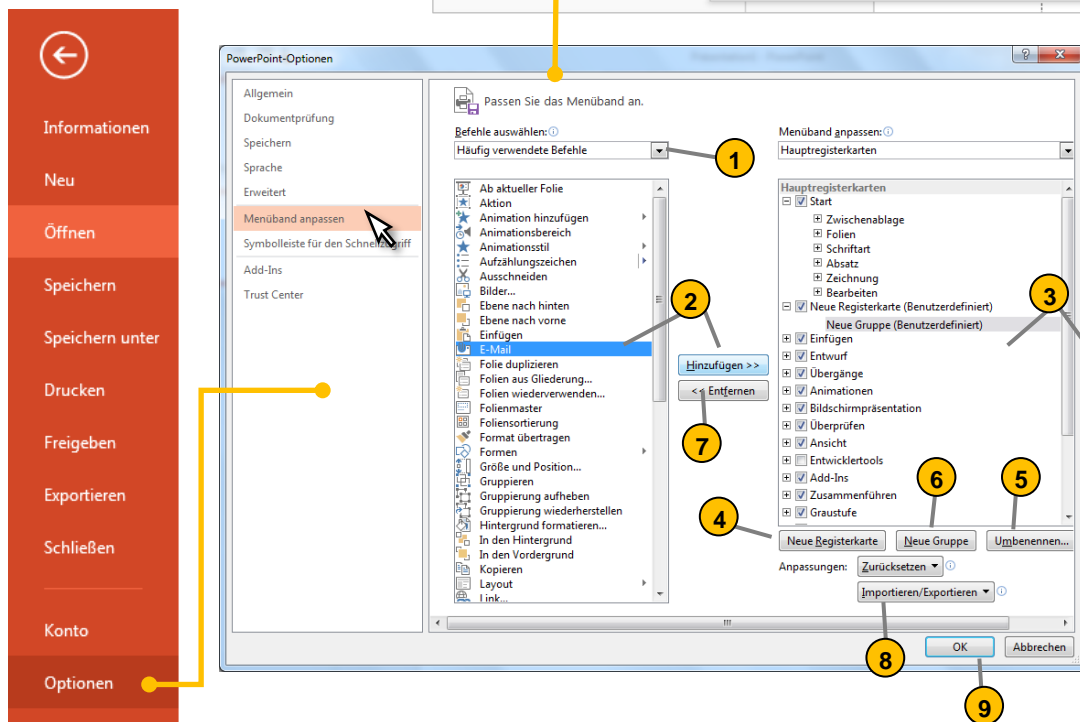 Informationen
Neu
Öffnen
Speichern
Speichern unter
Drucken
Freigeben
Exportieren
Schließen
Konto
Optionen
PowerPoint-Optionen
Allgemein
Dokumentprüfung
Speichern
Sprache
Erweitert
Menüband anpassen
Symbolleiste für den Schnellzugriff
Add-Ins
Trust Center
Passen Sie das Menüband an.
Befehle auswählen:
Häufig verwendete Befehle
1
Ab aktueller Folie
Aktion
Animation hinzufügen
Animationsbereich
Animationsstil
Aufzählungszeichen
Ausschneiden
Bilder...
Ebene nach hinten
Ebene nach vorne
Einfügen
E-Mail
Folie duplizieren
Folien aus Gliederung...
Folien wiederverwenden...
Folienmaster
Foliensortierung
Format übertragen
Formen
Größe und Position...
Gruppieren
Gruppierung aufheben
Gruppierung wiederherstellen
Hintergrund formatieren...
In den Hintergrund
In den Vordergrund
Kopieren
Layout
Link...
2
Hinzufügen >>
<< Entfernen
7
Menüband anpassen:
Hauptregisterkarten
Hauptregisterkarten
Start
Zwischenablage
Folien
Schriftart
Absatz
Zeichnung
Bearbeiten
Neue Registerkarte (Benutzerdefiniert)
Neue Gruppe (Benutzerdefiniert)
Einfügen
Entwurf
Übergänge
Animationen
Bildschirmpräsentation
Überprüfen
Ansicht
Entwicklertools
Add-Ins
Zusammenführen
Graustufe
3
4
6
5
Neue Registerkarte
Neue Gruppe
Umbenennen...
Anpassungen:
Zurücksetzen
Importieren/Exportieren
8
OK
Abbrechen
9